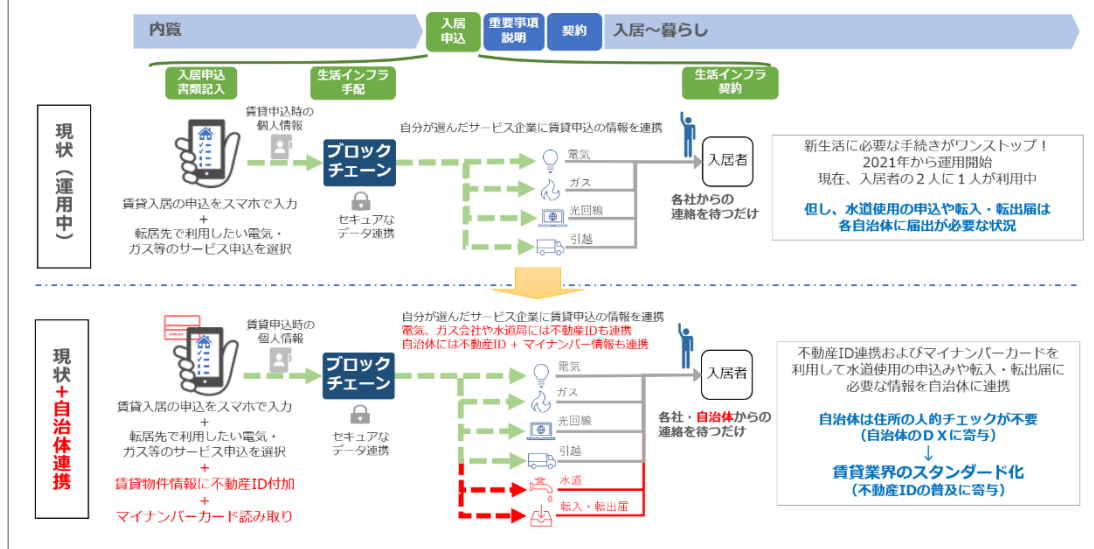 内覧
入居
申込
重要事項
説明
契約
入居～暮らし
入居申込
書類記入
生活インフラ
手配
生活インフラ
契約
現状（運用中）
賃貸申込時の
個人情報
ブロック
チェーン
セキュアな
データ連携
賃貸入居の申込をスマホで入力
+
転居先で利用したい電気・
ガス等のサービス申込を選択
自分が選んだサービス企業に賃貸申込の情報を連携
電気
ガス
光回線
引越
入居者
各社からの
連絡を待つだけ
新生活に必要な手続きがワンストップ！
2021年から運用開始
現在、入居者の２人に１人が利用中
但し、水道使用の申込や転入・転出届は
各自治体に届出が必要な状況
現状+自治体連携
賃貸申込時の
個人情報
ブロック
チェーン
セキュアな
データ連携
賃貸入居の申込をスマホで入力
+
転居先で利用したい電気・
ガス等のサービス申込を選択
+
賃貸物件情報に不動産ID付加
+
マイナンバーカード読み取り
自分が選んだサービス企業に賃貸申込の情報を連携
電気、ガス会社や水道局には不動産IDも連携
自治体には不動産ID + マイナンバー情報も連携
電気
ガス
光回線
引越
水道
転入・転出届
入居者
各社・自治体からの
連絡を待つだけ
不動産ID連携およびマイナンバーカードを
利用して水道使用の申込みや転入・転出届に
必要な情報を自治体に連携
自治体は住所の人的チェックが不要
（自治体のＤＸに寄与）
↓
賃貸業界のスタンダード化
（不動産IDの普及に寄与）